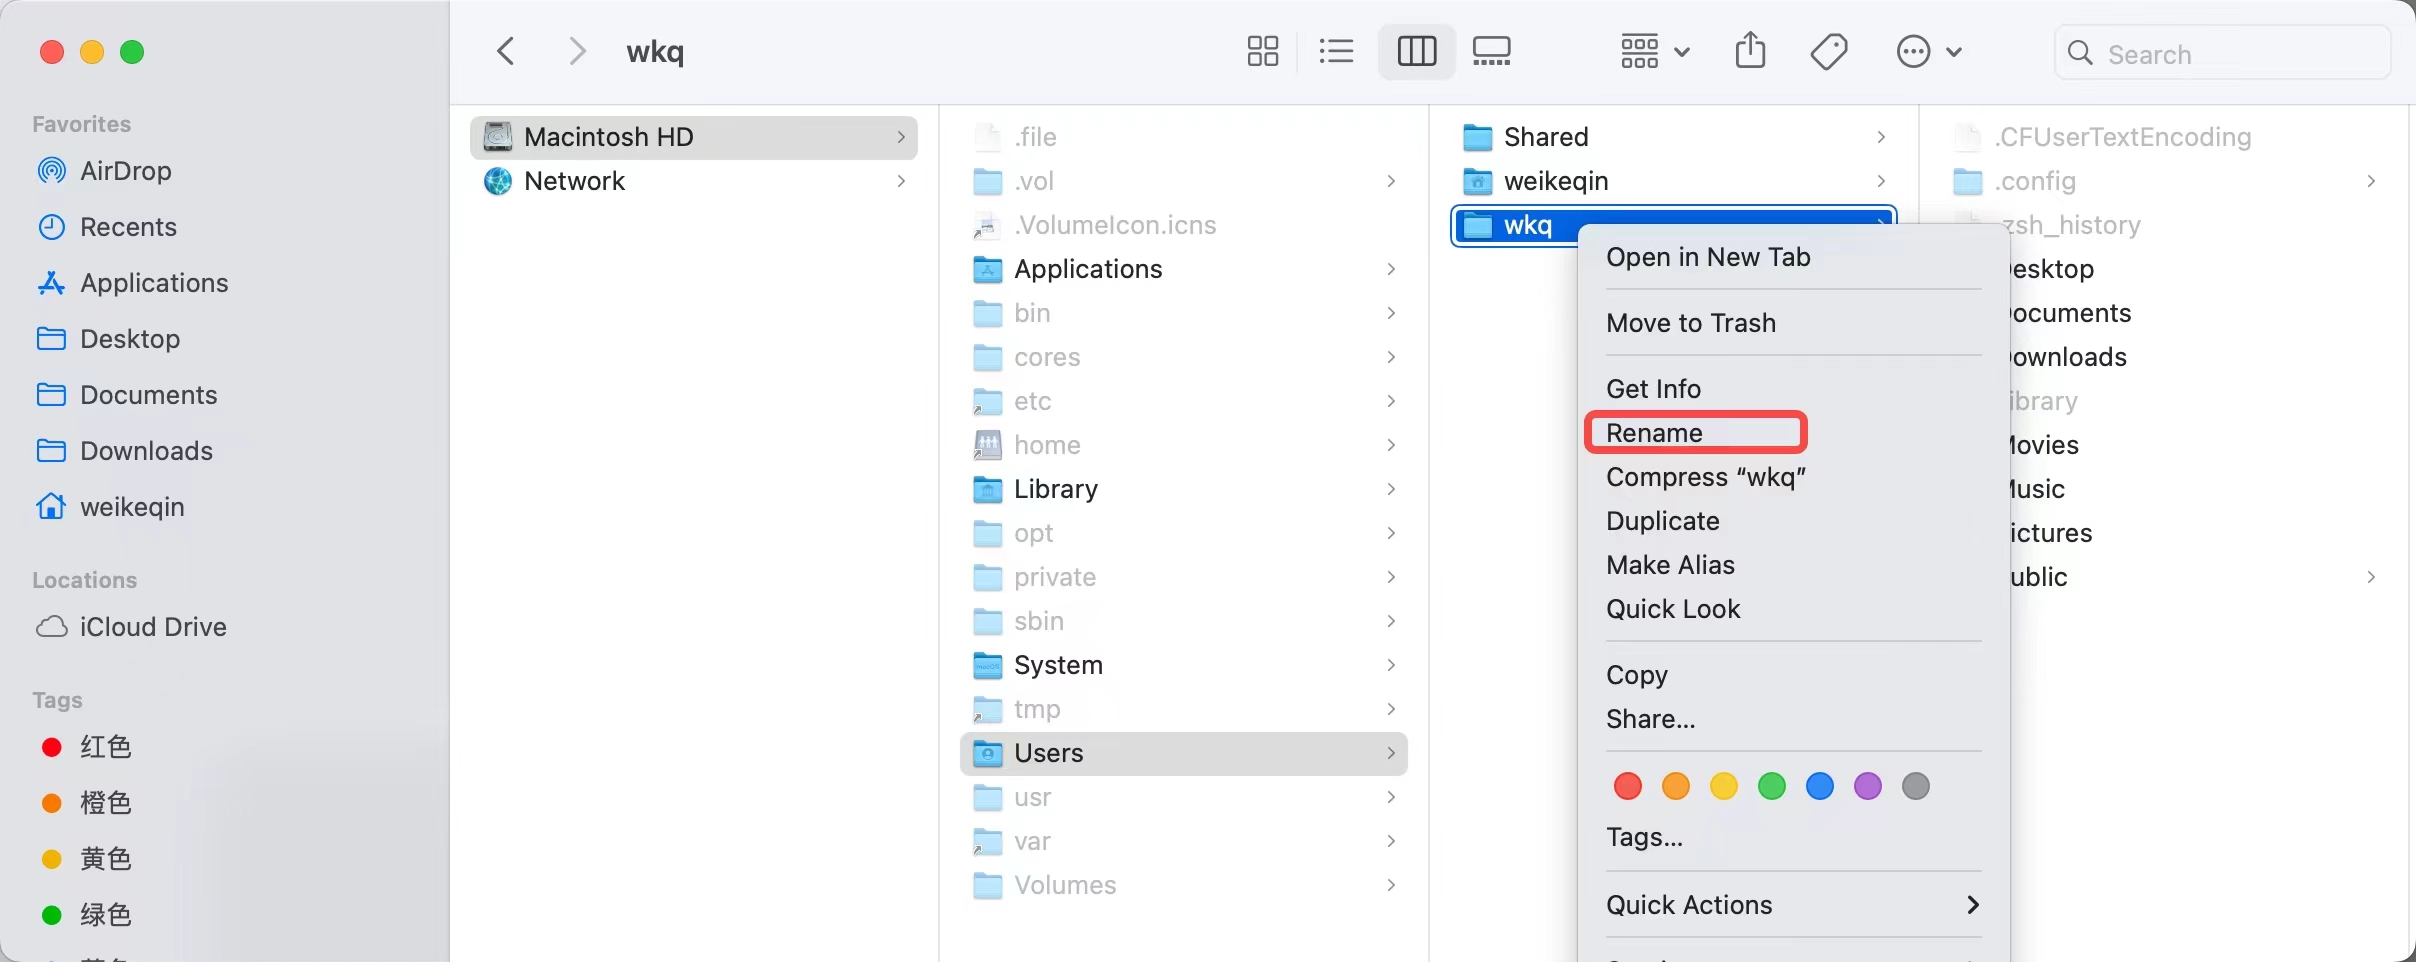 wkq
Search
Favorites
AirDrop
Recents
Applications
Desktop
Documents
Downloads
weikeqin
Locations
iCloud Drive
Tags
红色
橙色
黄色
绿色
Macintosh HD
Network
.file
.vol
.VolumeIcon.icns
Applications
bin
cores
etc
home
Library
opt
private
sbin
System
tmp
Users
usr
var
Volumes
Shared
weikeqin
wkq
Open in New Tab
Move to Trash
Get Info
Rename
Compress “wkq”
Duplicate
Make Alias
Quick Look
Copy
Share...
Tags...
Quick Actions
.CFUserTextEncoding
.config
zsh_history
esktop
ocuments
ownloads
ibrary
Movies
Music
ictures
ublic